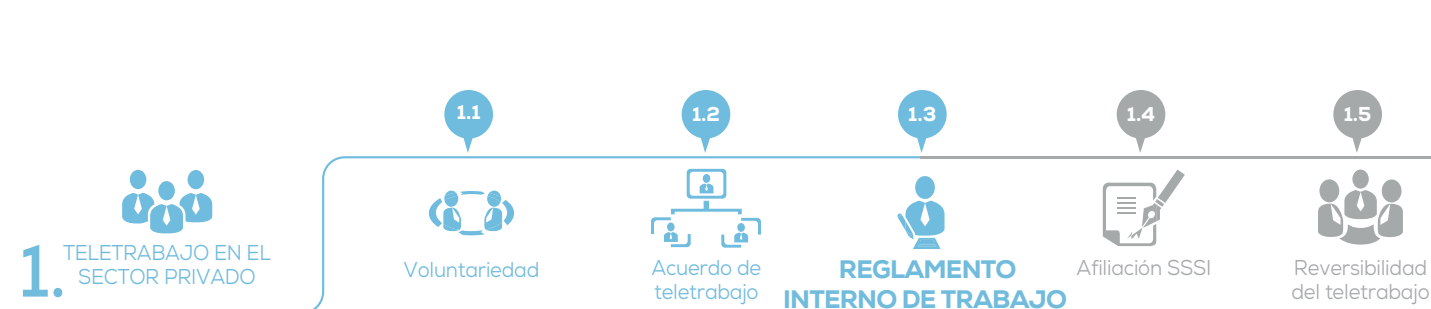 1.1
1.2
1.3
1.4
1.5
1. TELETRABAJO EN EL
SECTOR PRIVADO
Voluntariedad
Acuerdo de
teletrabajo
REGLAMENTO
INTERNO DE TRABAJO
Afiliación SSSI
Reversibilidad
del teletrabajo